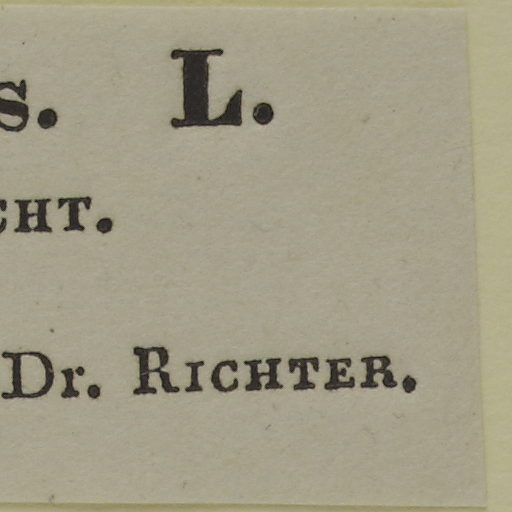 s. L.
CHT.
Dr. RICHTER.